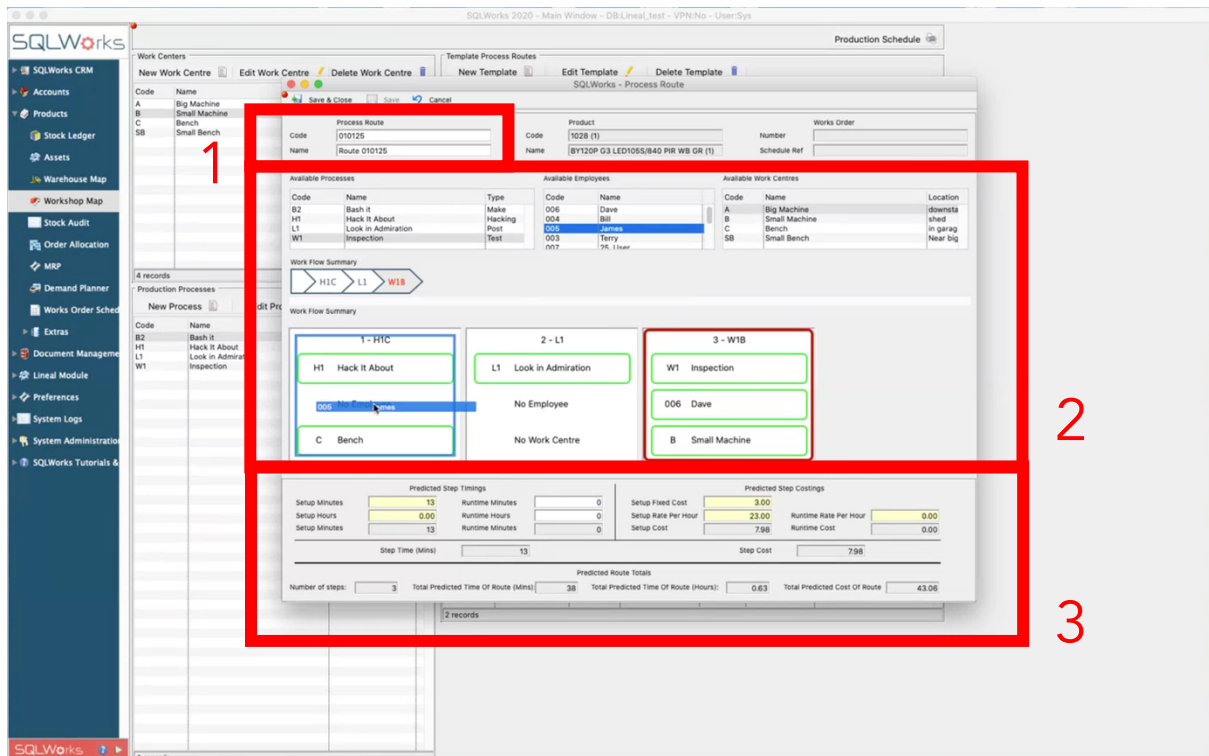 SQLWorks 2020 - Main Window - DB:Lineal_test - VPN:No - User:Sys
SQLWorks
Production Schedule
SQLWorks CRM
Accounts
Products
Stock Ledger
Assets
Warehouse Map
Workshop Map
Stock Audit
Order Allocation
MRP
Demand Planner
Works Order Sched
Extras
Document Manageme
Lineal Module
Preferences
System Logs
System Administration
SQLWorks Tutorials &
SQLWorks
Work Centers
New Work Centre Edit Work Centre Delete Work Centre
Code Name
A Big Machine
B Small Machine
C Bench
SB Small Bench
4 records
Production Processes
New Process dit Pro
Code Name
B2 Bash it
H1 Hack It About
L1 Look in Admirat
W1 Inspection
Template Process Routes
New Template Edit Template Delete Template
SQLWorks - Process Route
Save & Close Save Cancel
Process Route Product Works Order
Code 010125 Code 1028 (1) Number
Name Route 010125 Name BY120P G3 LED105S/840 PIR WB GR (1) Schedule Ref
1
Available Processes Available Employees Available Work Centres
Code Name Type Code Name Code Name Location
B2 Bash it Make 006 Dave A Big Machine downsta
H1 Hack It About Hacking 004 Bill B Small Machine shed
L1 Look in Admiration Post 005 James C Bench in garag
W1 Inspection Test 003 Terry SB Small Bench Near big
007 25, User
Work Flow Summary
H1C L1 W1B
Work Flow Summary
1 - H1C 2 - L1 3 - W1B
H1 Hack It About L1 Look in Admiration W1 Inspection
No Employee No Employee 006 Dave
005 James
C Bench No Work Centre B Small Machine
2
Predicted Step Timings Predicted Step Costings
Setup Minutes 13 Runtime Minutes 0 Setup Fixed Cost 3.00
Setup Hours 0.00 Runtime Hours 0 Setup Rate Per Hour 23.00 Runtime Rate Per Hour 0.00
Setup Minutes 13 Runtime Minutes 0 Setup Cost 7.98 Runtime Cost 0.00
Step Time (Mins) 13 Step Cost 7.98
Predicted Route Totals
Number of steps: 3 Total Predicted Time Of Route (Mins): 38 Total Predicted Time Of Route (Hours): 0.63 Total Predicted Cost Of Route 43.06
2 records
3